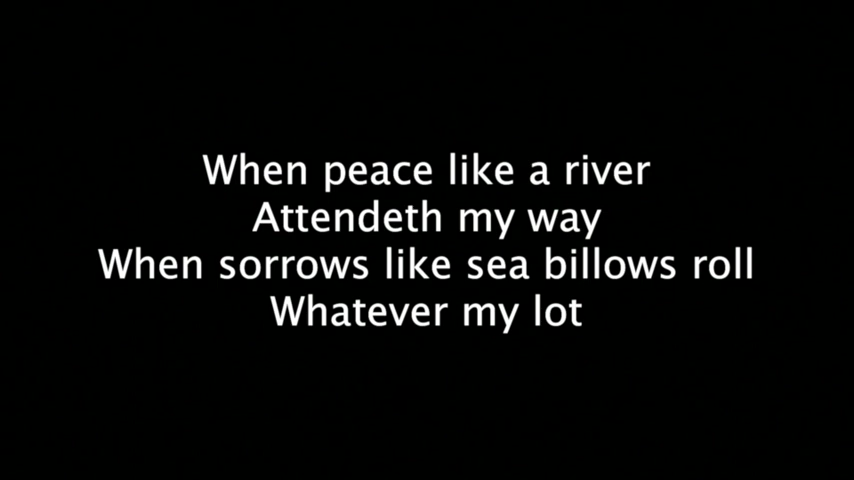 When peace like a river
Attendeth my way
When sorrows like sea billows roll
Whatever my lot